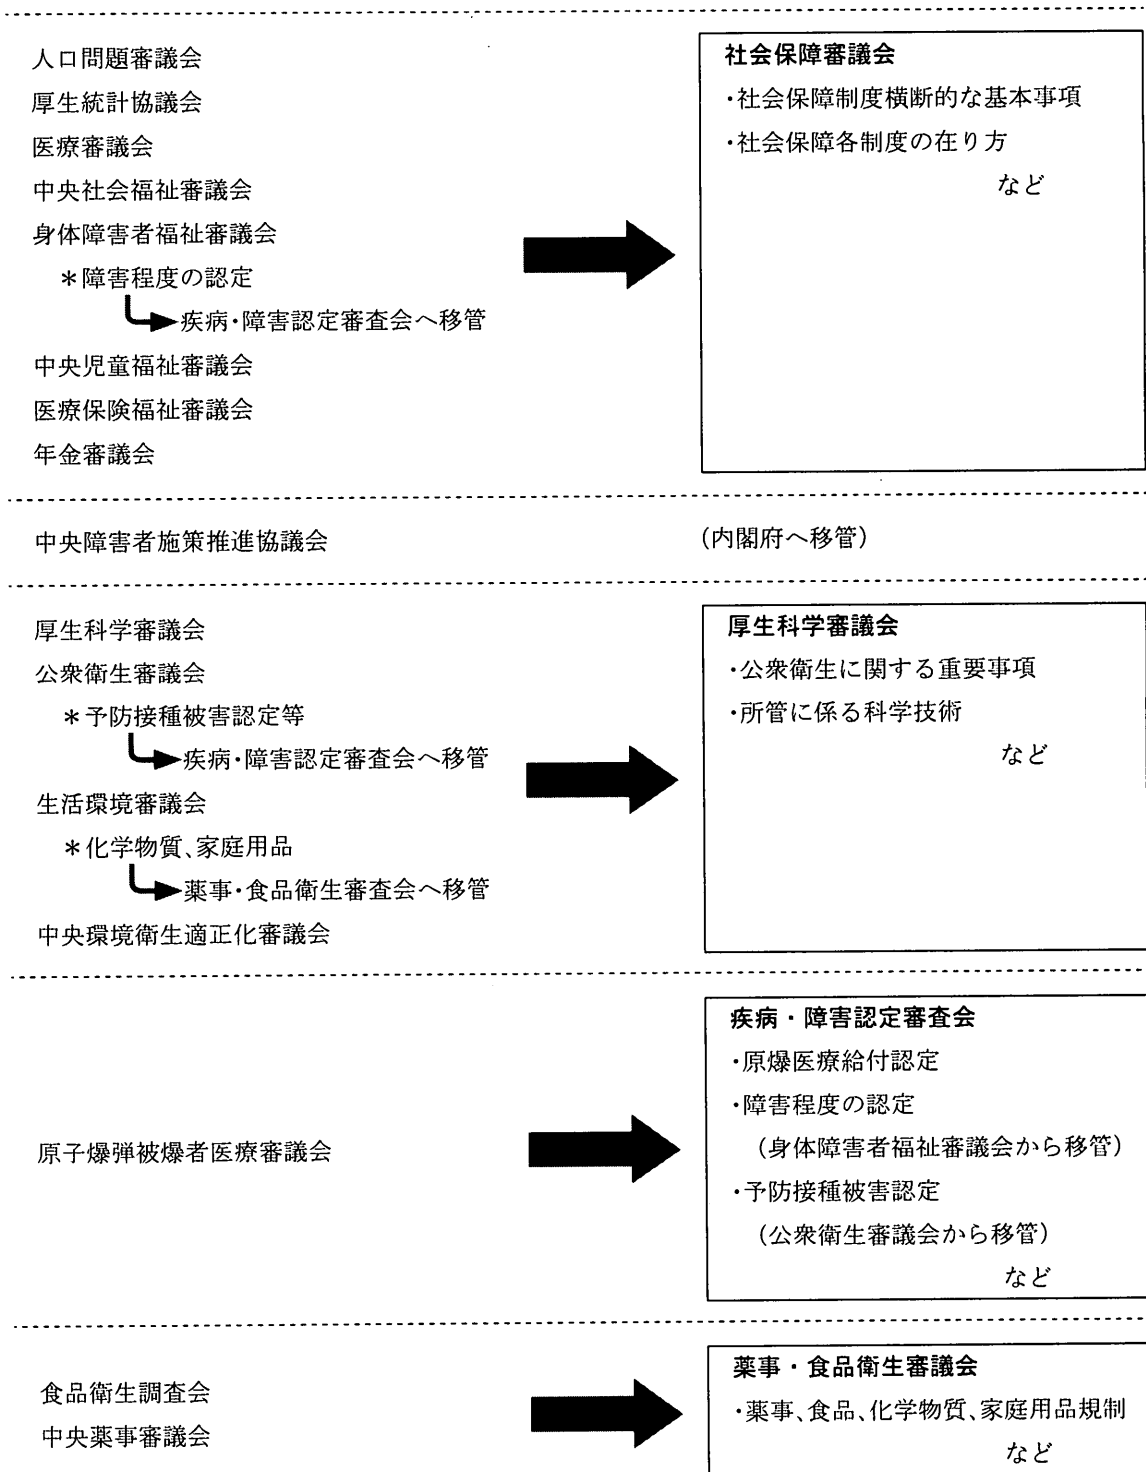 人口問題審議会
厚生統計協議会
医療審議会
中央社会福祉審議会
身体障害者福祉審議会
＊障害程度の認定
疾病・障害認定審査会へ移管
中央児童福祉審議会
医療保険福祉審議会
年金審議会
社会保障審議会
・社会保障制度横断的な基本事項
・社会保障各制度の在り方
など
中央障害者施策推進協議会
(内閣府へ移管)
厚生科学審議会
公衆衛生審議会
＊予防接種被害認定等
疾病・障害認定審査会へ移管
生活環境審議会
＊化学物質、家庭用品
薬事・食品衛生審査会へ移管
中央環境衛生適正化審議会
厚生科学審議会
・公衆衛生に関する重要事項
・所管に係る科学技術
など
原子爆弾被爆者医療審議会
疾病・障害認定審査会
・原爆医療給付認定
・障害程度の認定
(身体障害者福祉審議会から移管)
・予防接種被害認定
(公衆衛生審議会から移管)
など
食品衛生調査会
中央薬事審議会
薬事・食品衛生審議会
・薬事、食品、化学物質、家庭用品規制
など